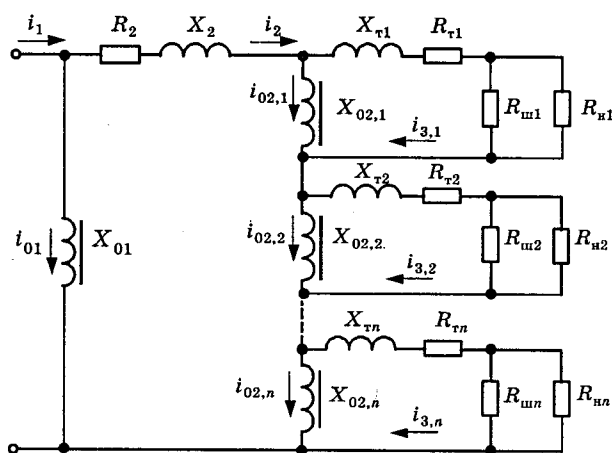 i₁ R₂ X₂ i₂ Xт1 Rт1
i₀₂,₁ X₀₂,₁ Rш1 Rн1
i₃,₁
Xт2 Rт2
i₀₁ X₀₁ i₀₂,₂ X₀₂,₂. Rш2 Rн2
i₃,₂
Xтn Rтn
i₀₂,n X₀₂,n Rшn Rнn
i₃,n